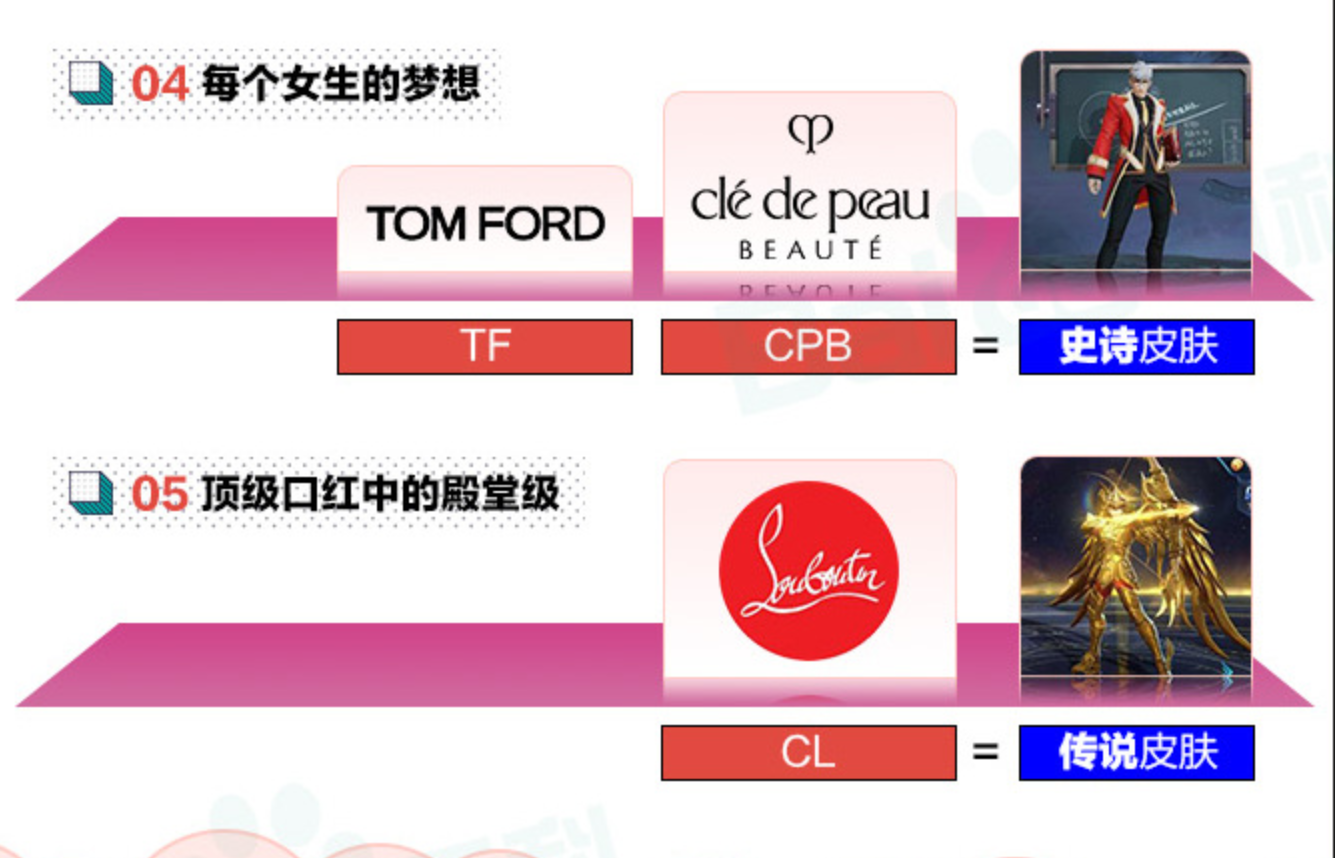 04 每个女生的梦想
TOM FORD
clé de peau
BEAUTÉ
TF
CPB
=
史诗皮肤
05 顶级口红中的殿堂级
Louboutin
CL
=
传说皮肤